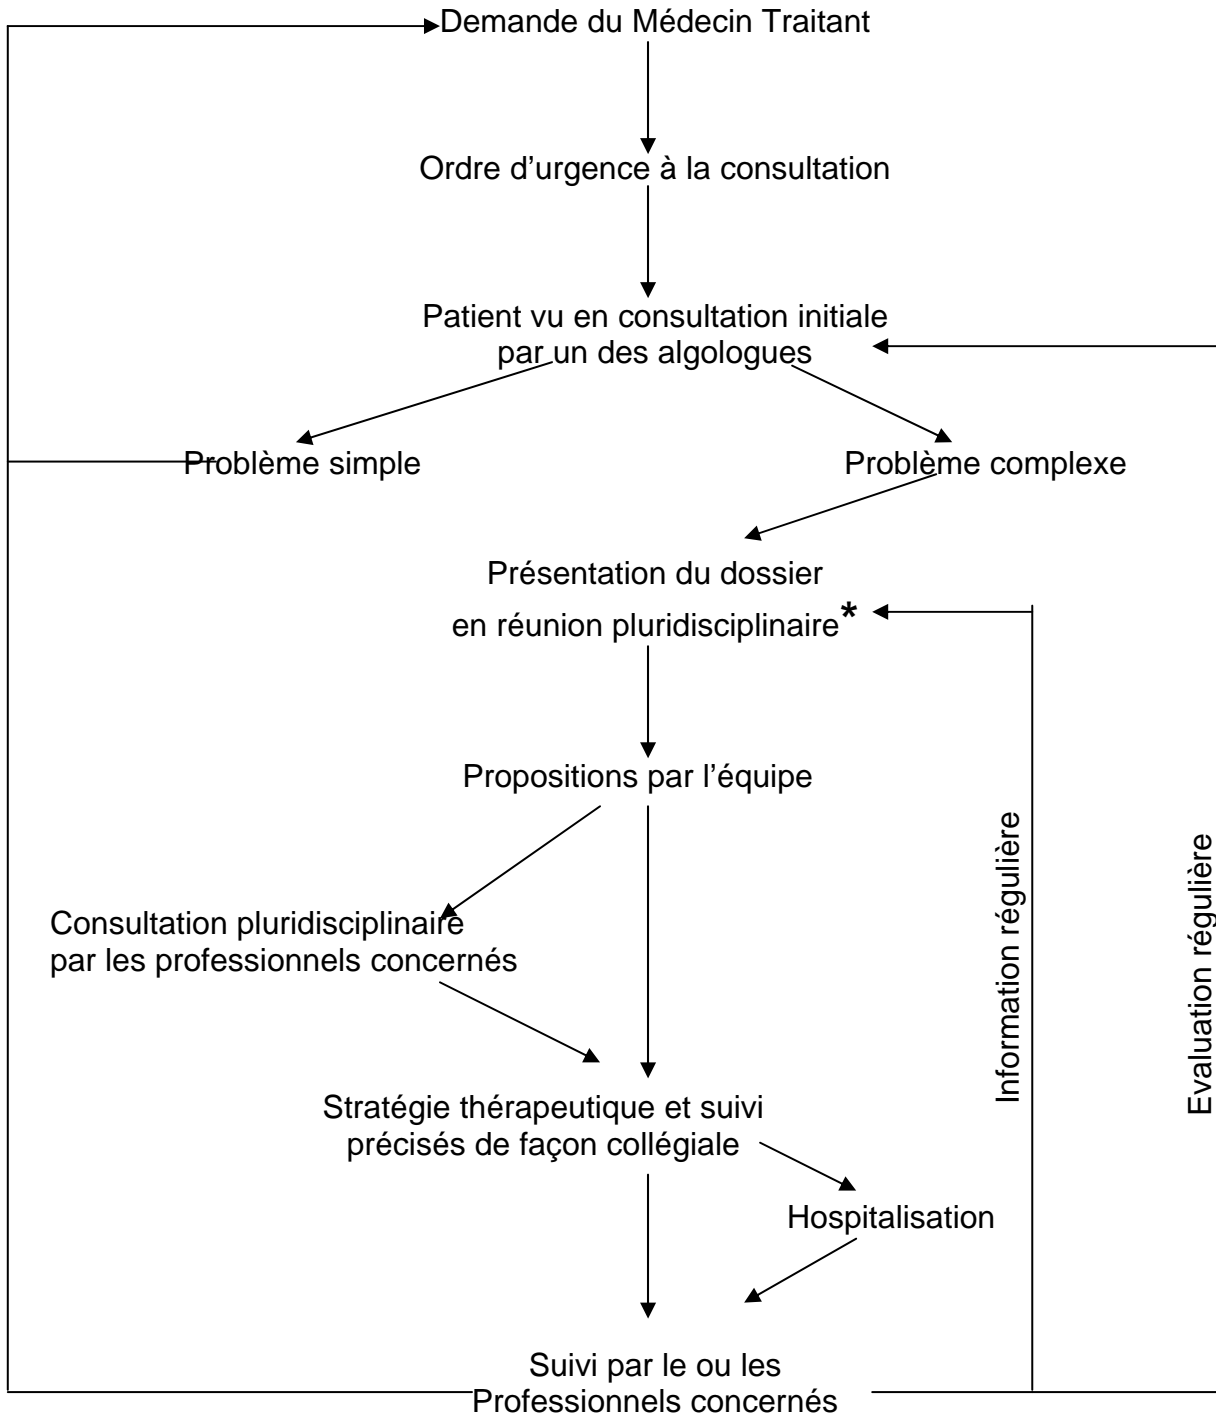 Demande du Médecin Traitant
Ordre d'urgence à la consultation
Patient vu en consultation initiale
par un des algologues
Problème simple
Problème complexe
Présentation du dossier
en réunion pluridisciplinaire*
Propositions par l'équipe
Consultation pluridisciplinaire
par les professionnels concernés
Stratégie thérapeutique et suivi
précisés de façon collégiale
Hospitalisation
Suivi par le ou les
Professionnels concernés
Information régulière
Evaluation régulière